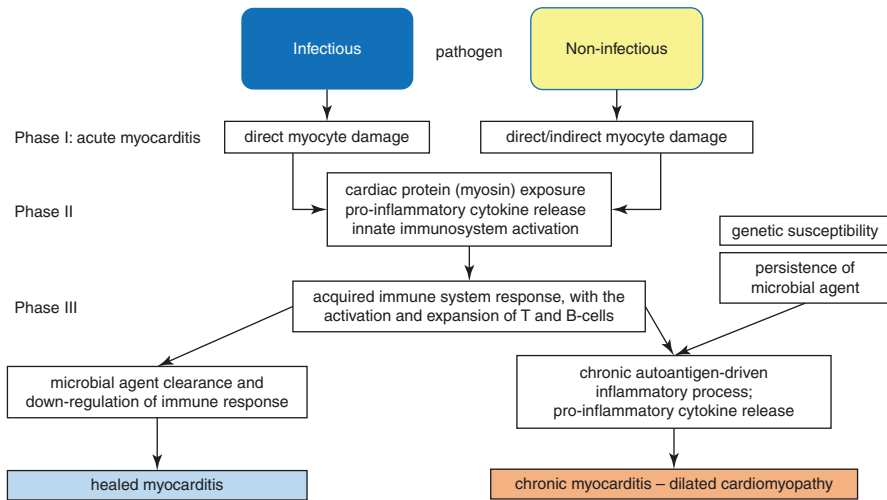 Infectious
pathogen
Non-infectious
Phase I: acute myocarditis
direct myocyte damage
direct/indirect myocyte damage
Phase II
cardiac protein (myosin) exposure
pro-inflammatory cytokine release
innate immunosystem activation
genetic susceptibility
persistence of
microbial agent
Phase III
acquired immune system response, with the
activation and expansion of T and B-cells
microbial agent clearance and
down-regulation of immune response
chronic autoantigen-driven
inflammatory process;
pro-inflammatory cytokine release
healed myocarditis
chronic myocarditis – dilated cardiomyopathy